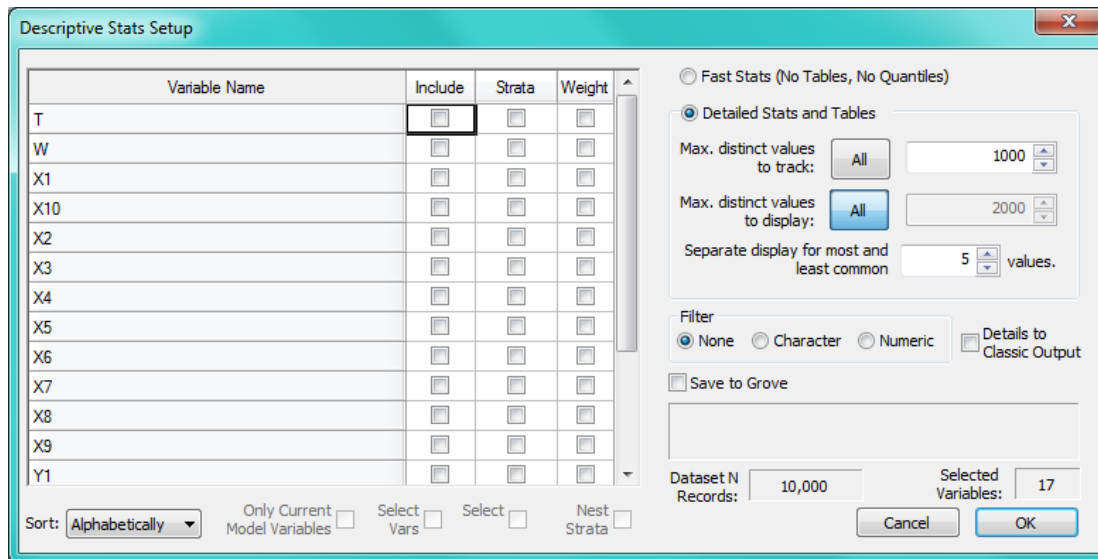 Descriptive Stats Setup
Variable Name Include Strata Weight
T
W
X1
X10
X2
X3
X4
X5
X6
X7
X8
X9
Y1
Sort: Alphabetically
Only Current
Model Variables
Select
Vars
Select
Nest
Strata
Fast Stats (No Tables, No Quantiles)
Detailed Stats and Tables
Max. distinct values
to track: All 1000
Max. distinct values
to display: All 2000
Separate display for most and
least common 5 values.
Filter
None Character Numeric
Details to
Classic Output
Save to Grove
Dataset N
Records: 10,000
Selected
Variables: 17
Cancel OK